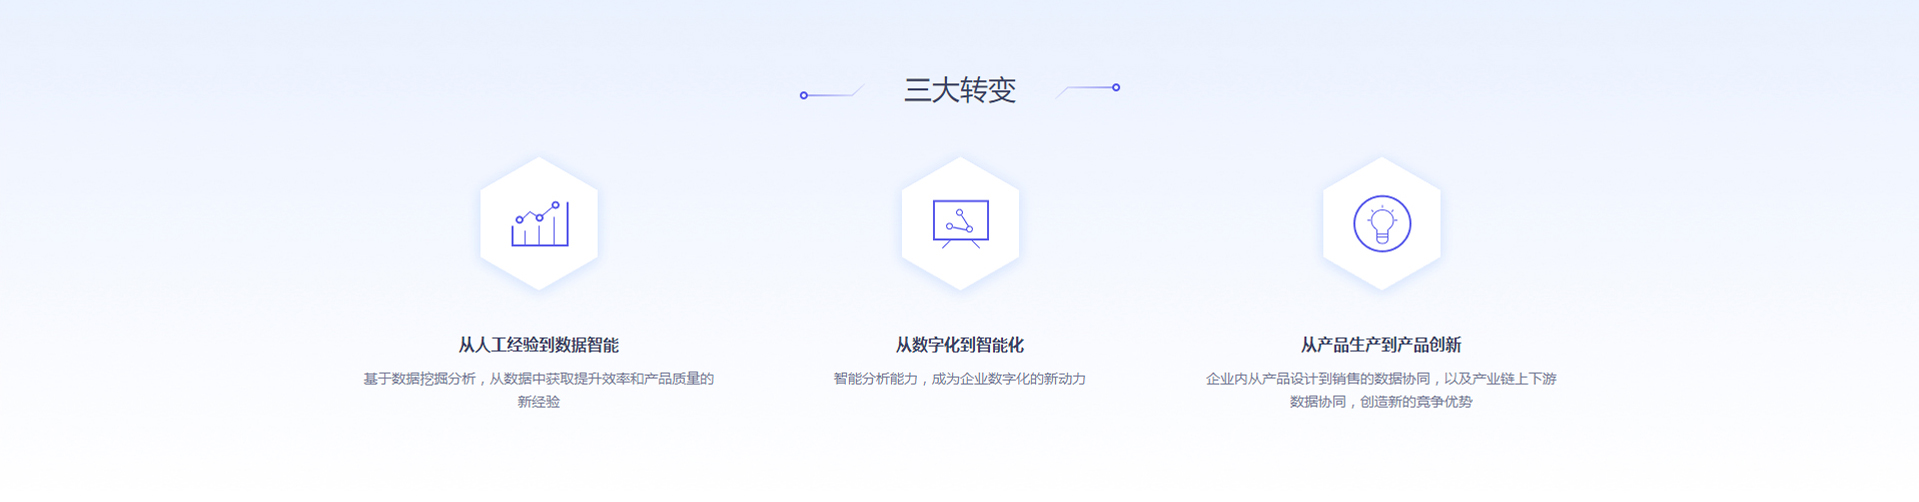 三大转变
从人工经验到数据智能
基于数据挖掘分析，从数据中获取提升效率和产品质量的
新经验
从数字化到智能化
智能分析能力，成为企业数字化的新动力
从产品生产到产品创新
企业内从产品设计到销售的数据协同，以及产业链上下游
数据协同，创造新的竞争优势